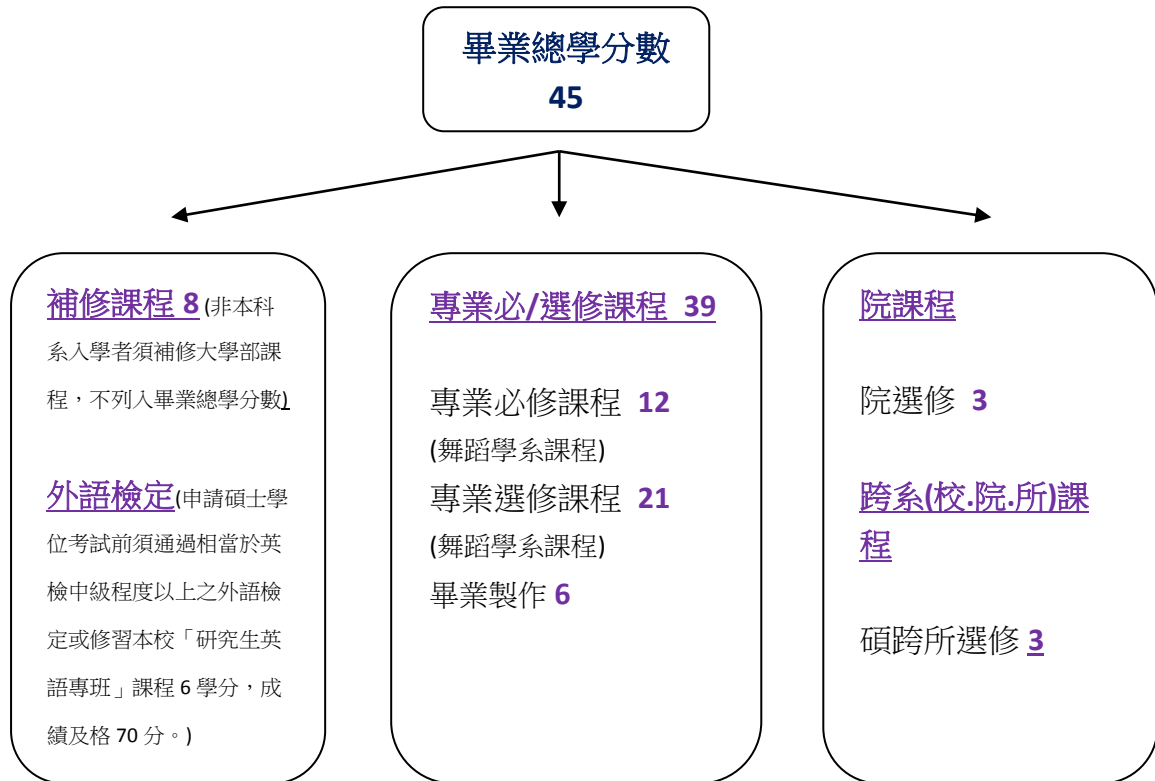 畢業總學分數
45
補修課程 8 (非本科
系入學者須補修大學部課
程，不列入畢業總學分數)
外語檢定(申請碩士學
位考試前須通過相當於英
檢中級程度以上之外語檢
定或修習本校「研究生英
語專班」課程 6 學分，成
績及格 70 分。)
專業必/選修課程 39
專業必修課程 12
(舞蹈學系課程)
專業選修課程 21
(舞蹈學系課程)
畢業製作 6
院課程
院選修 3
跨系(校.院.所)課
程
碩跨所選修 3